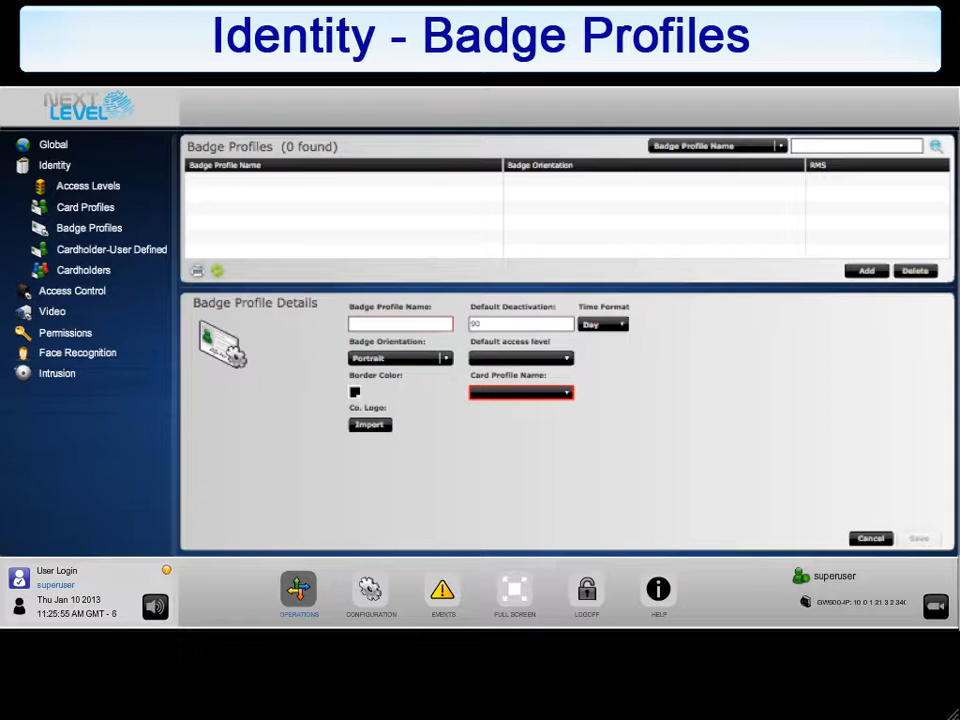 Identity - Badge Profiles
NEXT
LEVEL
Global
Identity
Access Levels
Card Profiles
Badge Profiles
Cardholder-User Defined
Cardholders
Access Control
Video
Permissions
Face Recognition
Intrusion
Badge Profiles (0 found)
Badge Profile Name
Badge Profile Name Badge Orientation RMS
Add Delete
Badge Profile Details
Badge Profile Name: Default Deactivation: Time Format
90 Day
Badge Orientation: Default access level
Portrait
Border Color: Card Profile Name:
Co. Logo:
Import
Cancel Save
User Login
superuser
Thu Jan 10 2013
11:25:55 AM GMT - 6
OPERATIONS CONFIGURATION EVENTS FULL SCREEN LOGOFF HELP
superuser